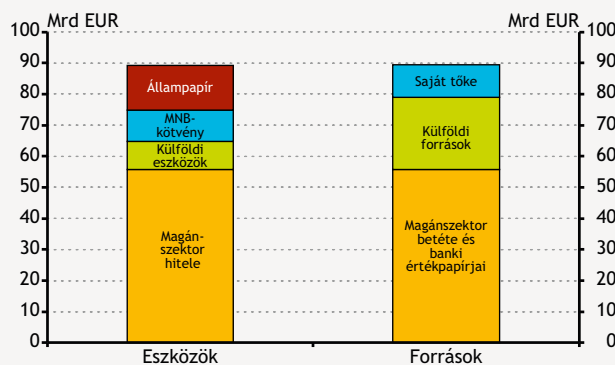 Mrd EUR
Mrd EUR
100
90
80
70
60
50
40
30
20
10
0
100
90
80
70
60
50
40
30
20
10
0
Állampapír
MNB-
kötvény
Külföldi
eszközök
Magán-
szektor
hitele
Saját tőke
Külföldi
források
Magánszektor
betéte és
banki
értékpapírjai
Eszközök
Források